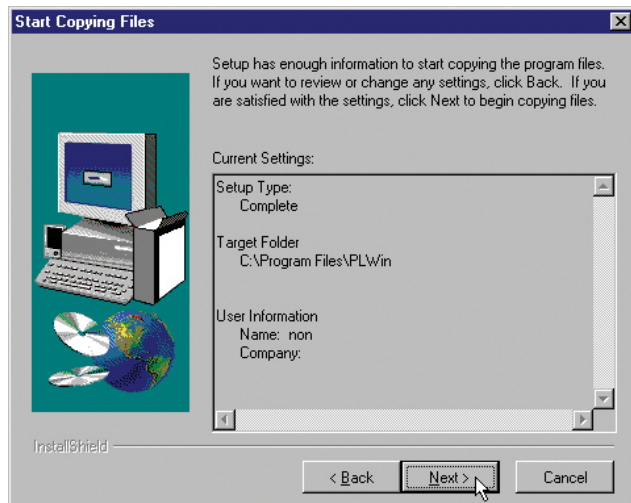 Start Copying Files
Setup has enough information to start copying the program files.
If you want to review or change any settings, click Back. If you
are satisfied with the settings, click Next to begin copying files.
Current Settings:
Setup Type:
Complete
Target Folder
C:\Program Files\PLWin
User Information
Name: non
Company:
InstallShield
< Back
Next >
Cancel